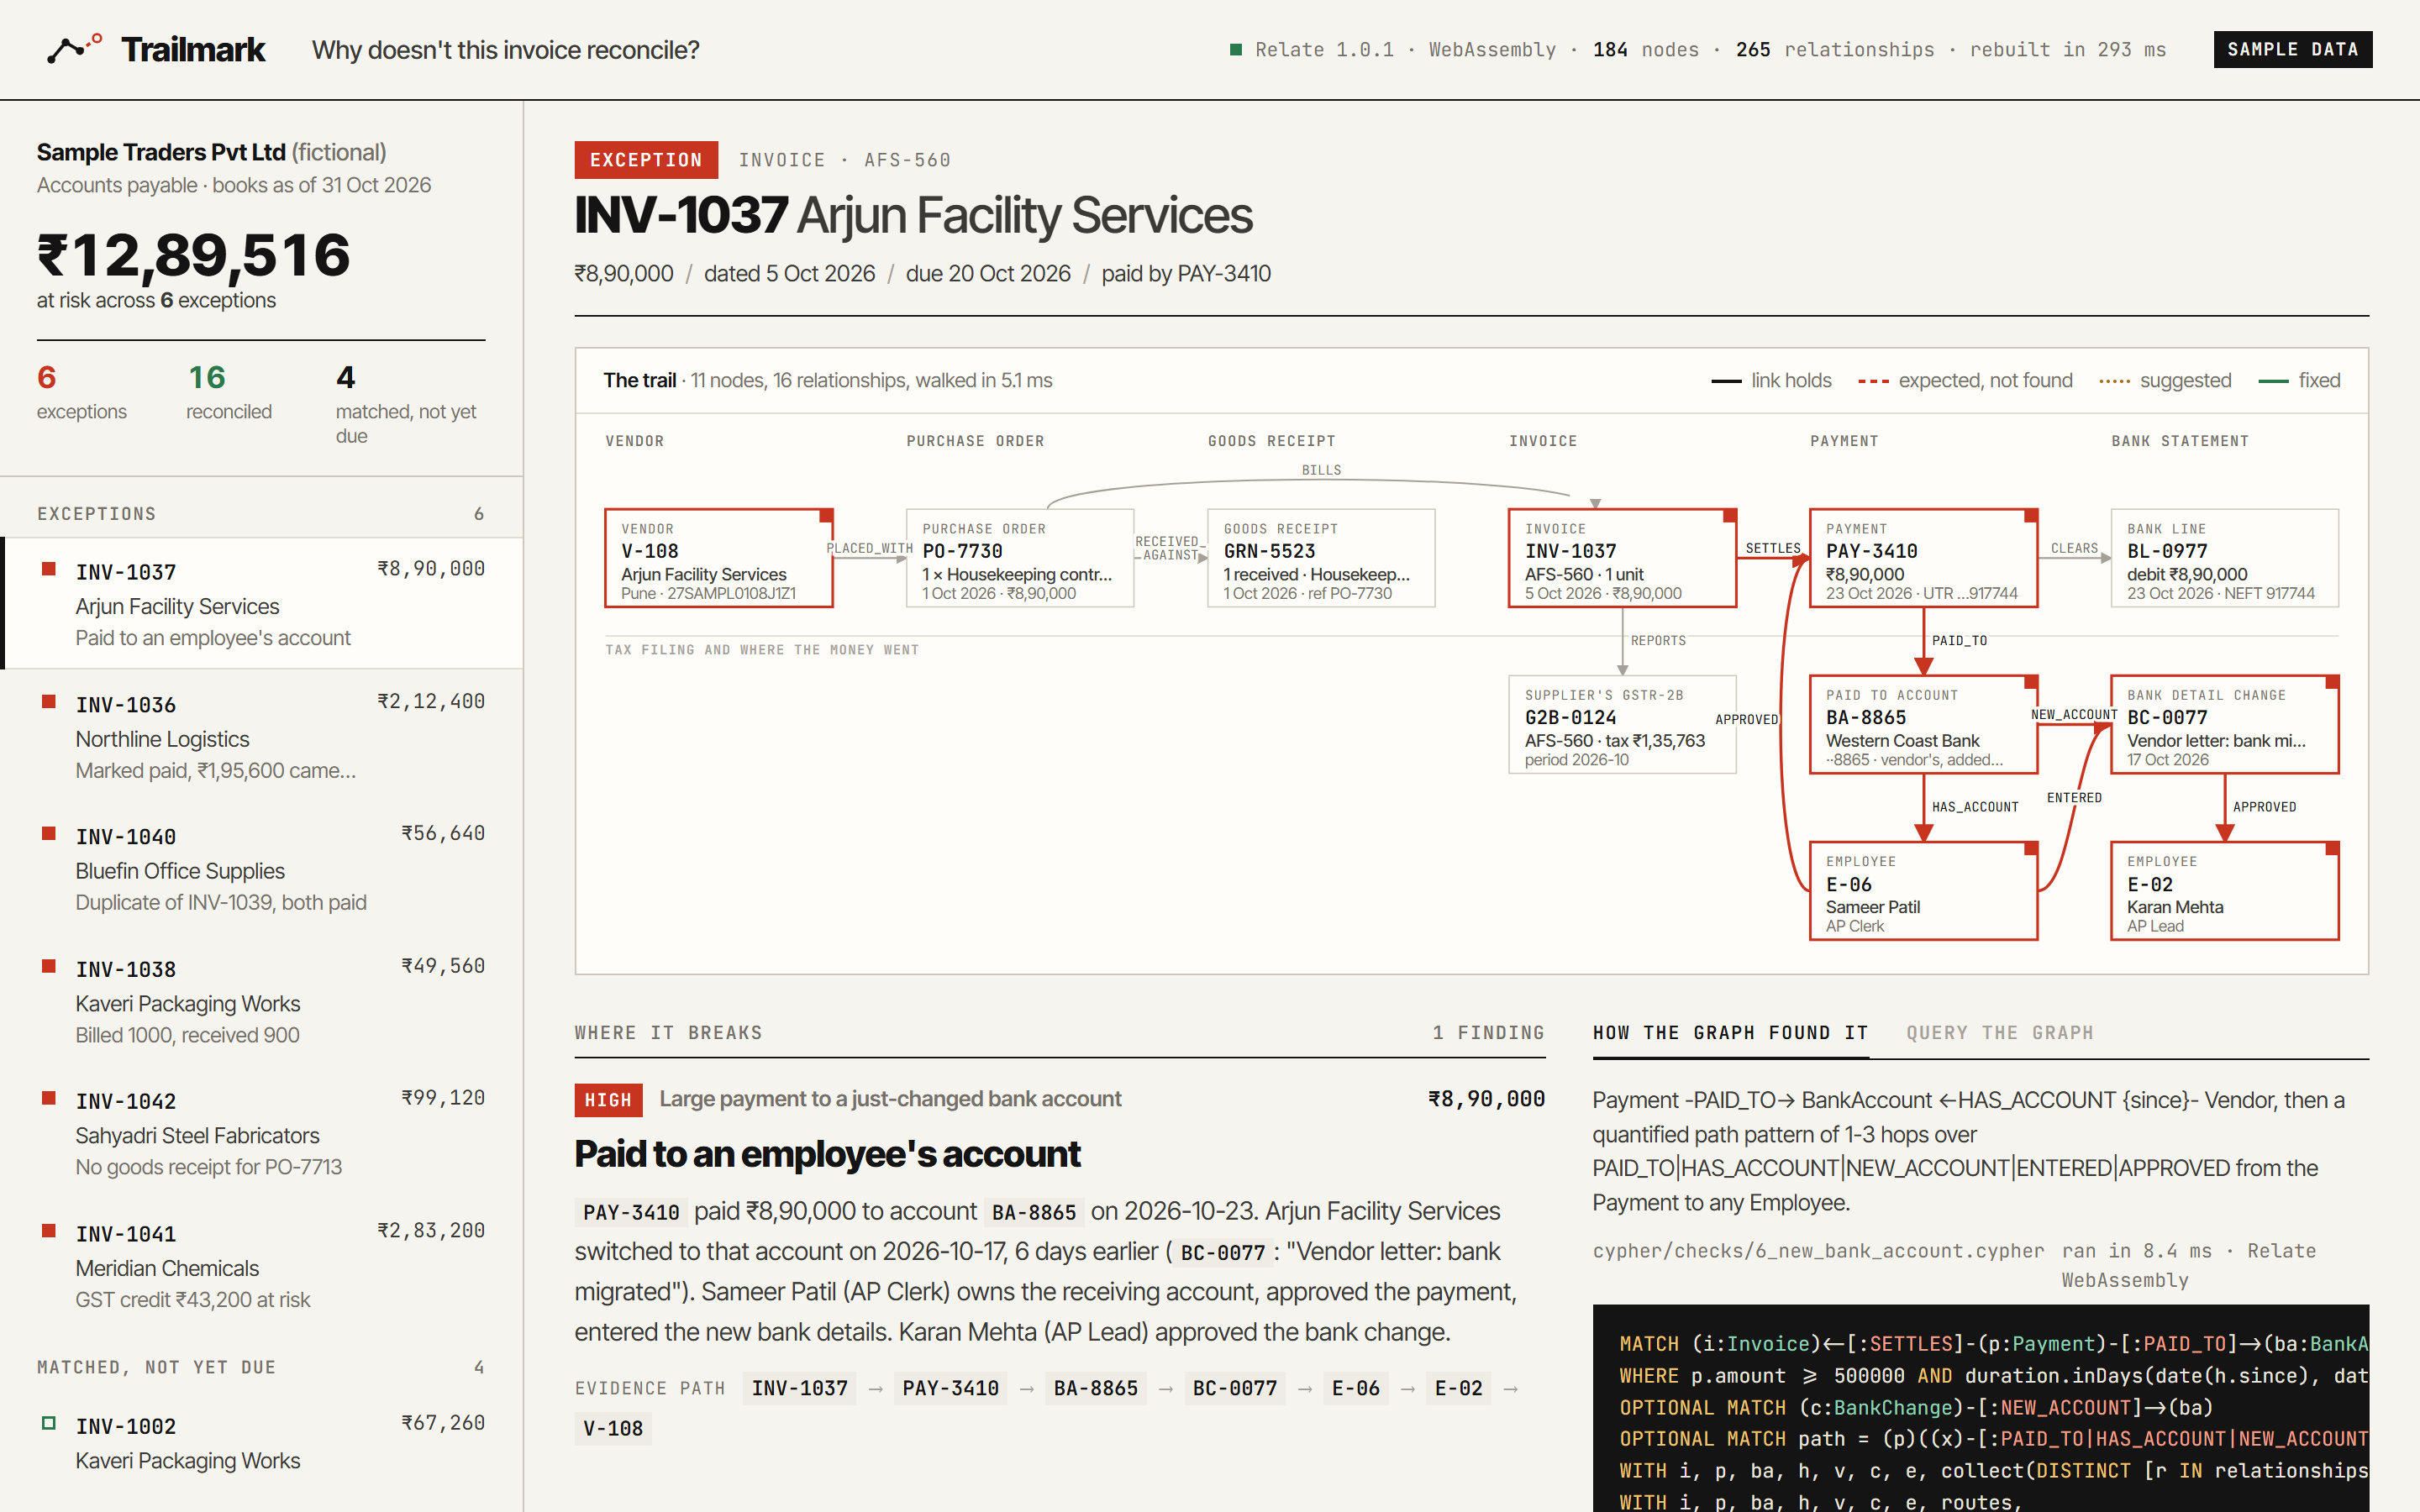 Trailmark
Why doesn't this invoice reconcile?
Relate 1.0.1 · WebAssembly · 184 nodes · 265 relationships · rebuilt in 293 ms
SAMPLE DATA
Sample Traders Pvt Ltd (fictional)
Accounts payable · books as of 31 Oct 2026
₹12,89,516
at risk across 6 exceptions
6
exceptions
16
reconciled
4
matched, not yet
due
EXCEPTIONS 6
INV-1037 ₹8,90,000
Arjun Facility Services
Paid to an employee's account
INV-1036 ₹2,12,400
Northline Logistics
Marked paid, ₹1,95,600 came...
INV-1040 ₹56,640
Bluefin Office Supplies
Duplicate of INV-1039, both paid
INV-1038 ₹49,560
Kaveri Packaging Works
Billed 1000, received 900
INV-1042 ₹99,120
Sahyadri Steel Fabricators
No goods receipt for PO-7713
INV-1041 ₹2,83,200
Meridian Chemicals
GST credit ₹43,200 at risk
MATCHED, NOT YET DUE 4
INV-1002 ₹67,260
Kaveri Packaging Works
EXCEPTION INVOICE · AFS-560
INV-1037 Arjun Facility Services
₹8,90,000 / dated 5 Oct 2026 / due 20 Oct 2026 / paid by PAY-3410
The trail · 11 nodes, 16 relationships, walked in 5.1 ms
link holds
expected, not found
suggested
fixed
VENDOR
PURCHASE ORDER
GOODS RECEIPT
INVOICE
PAYMENT
BANK STATEMENT
BILLS
VENDOR
V-108
Arjun Facility Services
Pune · 27SAMPL0108J1Z1
PLACED_WITH
PURCHASE ORDER
PO-7730
1 × Housekeeping contr...
1 Oct 2026 · ₹8,90,000
RECEIVED_
AGAINST
GOODS RECEIPT
GRN-5523
1 received · Housekeep...
1 Oct 2026 · ref PO-7730
INVOICE
INV-1037
AFS-560 · 1 unit
5 Oct 2026 · ₹8,90,000
SETTLES
PAYMENT
PAY-3410
₹8,90,000
23 Oct 2026 · UTR ...917744
CLEARS
BANK LINE
BL-0977
debit ₹8,90,000
23 Oct 2026 · NEFT 917744
TAX FILING AND WHERE THE MONEY WENT
REPORTS
PAID_TO
SUPPLIER'S GSTR-2B
G2B-0124
AFS-560 · tax ₹1,35,763
period 2026-10
APPROVED
PAID TO ACCOUNT
BA-8865
Western Coast Bank
··8865 · vendor's, added...
NEW_ACCOUNT
BANK DETAIL CHANGE
BC-0077
Vendor letter: bank mi...
17 Oct 2026
HAS_ACCOUNT
ENTERED
APPROVED
EMPLOYEE
E-06
Sameer Patil
AP Clerk
EMPLOYEE
E-02
Karan Mehta
AP Lead
WHERE IT BREAKS 1 FINDING
HIGH Large payment to a just-changed bank account ₹8,90,000
Paid to an employee's account
PAY-3410 paid ₹8,90,000 to account BA-8865 on 2026-10-23. Arjun Facility Services
switched to that account on 2026-10-17, 6 days earlier ( BC-0077 : "Vendor letter: bank
migrated"). Sameer Patil (AP Clerk) owns the receiving account, approved the payment,
entered the new bank details. Karan Mehta (AP Lead) approved the bank change.
EVIDENCE PATH INV-1037 → PAY-3410 → BA-8865 → BC-0077 → E-06 → E-02 →
V-108
HOW THE GRAPH FOUND IT QUERY THE GRAPH
Payment -PAID_TO→ BankAccount ←HAS_ACCOUNT {since}- Vendor, then a
quantified path pattern of 1-3 hops over
PAID_TO|HAS_ACCOUNT|NEW_ACCOUNT|ENTERED|APPROVED from the
Payment to any Employee.
cypher/checks/6_new_bank_account.cypher ran in 8.4 ms · Relate
WebAssembly
MATCH (i:Invoice)<-[:SETTLES]-(p:Payment)-[:PAID_TO]->(ba:BankA
WHERE p.amount >= 500000 AND duration.inDays(date(h.since), dat
OPTIONAL MATCH (c:BankChange)-[:NEW_ACCOUNT]->(ba)
OPTIONAL MATCH path = (p)((x)-[:PAID_TO|HAS_ACCOUNT|NEW_ACCOUNT
WITH i, p, ba, h, v, c, e, collect(DISTINCT [r IN relationships
WITH i, p, ba, h, v, c, e, routes,